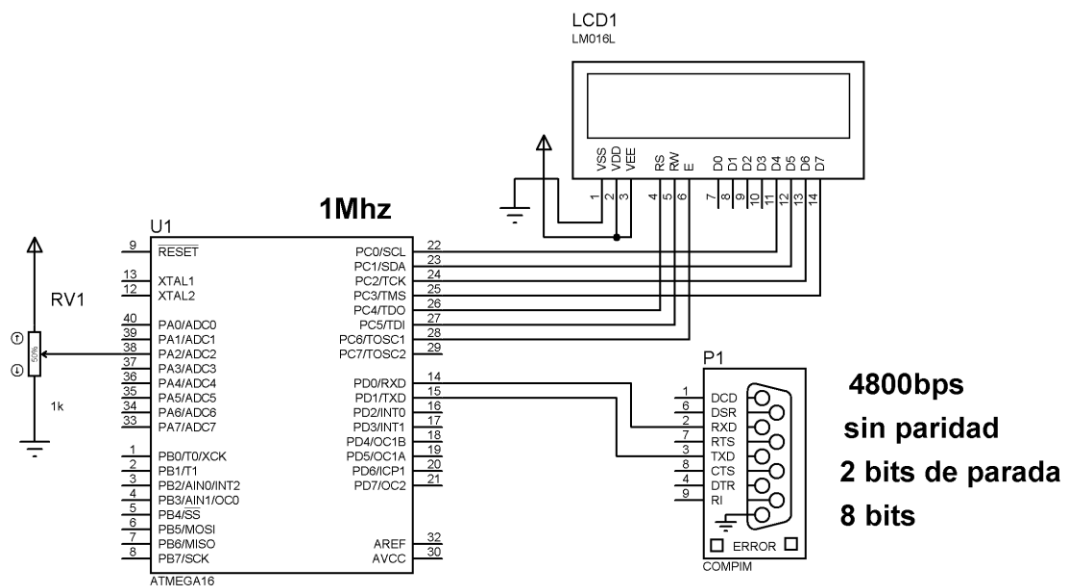 LCD1
LM016L
VSS
VDD
VEE
RS
RW
E
D0
D1
D2
D3
D4
D5
D6
D7
1
2
3
4
5
6
7
8
9
10
11
12
13
14
1Mhz
U1
9 RESET
13 XTAL1
12 XTAL2
40 PA0/ADC0
39 PA1/ADC1
38 PA2/ADC2
37 PA3/ADC3
36 PA4/ADC4
35 PA5/ADC5
34 PA6/ADC6
33 PA7/ADC7
1 PB0/T0/XCK
2 PB1/T1
3 PB2/AIN0/INT2
4 PB3/AIN1/OC0
5 PB4/SS
6 PB5/MOSI
7 PB6/MISO
8 PB7/SCK
PC0/SCL 22
PC1/SDA 23
PC2/TCK 24
PC3/TMS 25
PC4/TDO 26
PC5/TDI 27
PC6/TOSC1 28
PC7/TOSC2 29
PD0/RXD 14
PD1/TXD 15
PD2/INT0 16
PD3/INT1 17
PD4/OC1B 18
PD5/OC1A 19
PD6/ICP1 20
PD7/OC2 21
AREF 32
AVCC 30
ATMEGA16
RV1
50%
1k
P1
1 DCD
6 DSR
2 RXD
7 RTS
3 TXD
8 CTS
4 DTR
9 RI
ERROR
COMPIM
4800bps
sin paridad
2 bits de parada
8 bits